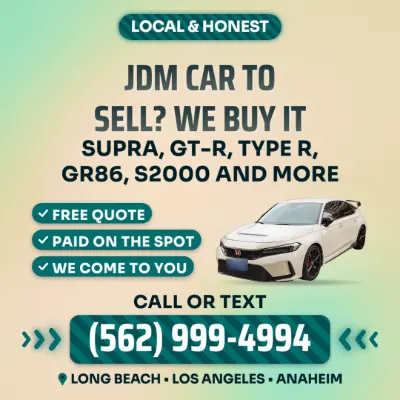 LOCAL & HONEST
JDM CAR TO
SELL? WE BUY IT
SUPRA, GT-R, TYPE R,
GR86, S2000 AND MORE
FREE QUOTE
PAID ON THE SPOT
WE COME TO YOU
CALL OR TEXT
(562) 999-4994
LONG BEACH • LOS ANGELES • ANAHEIM